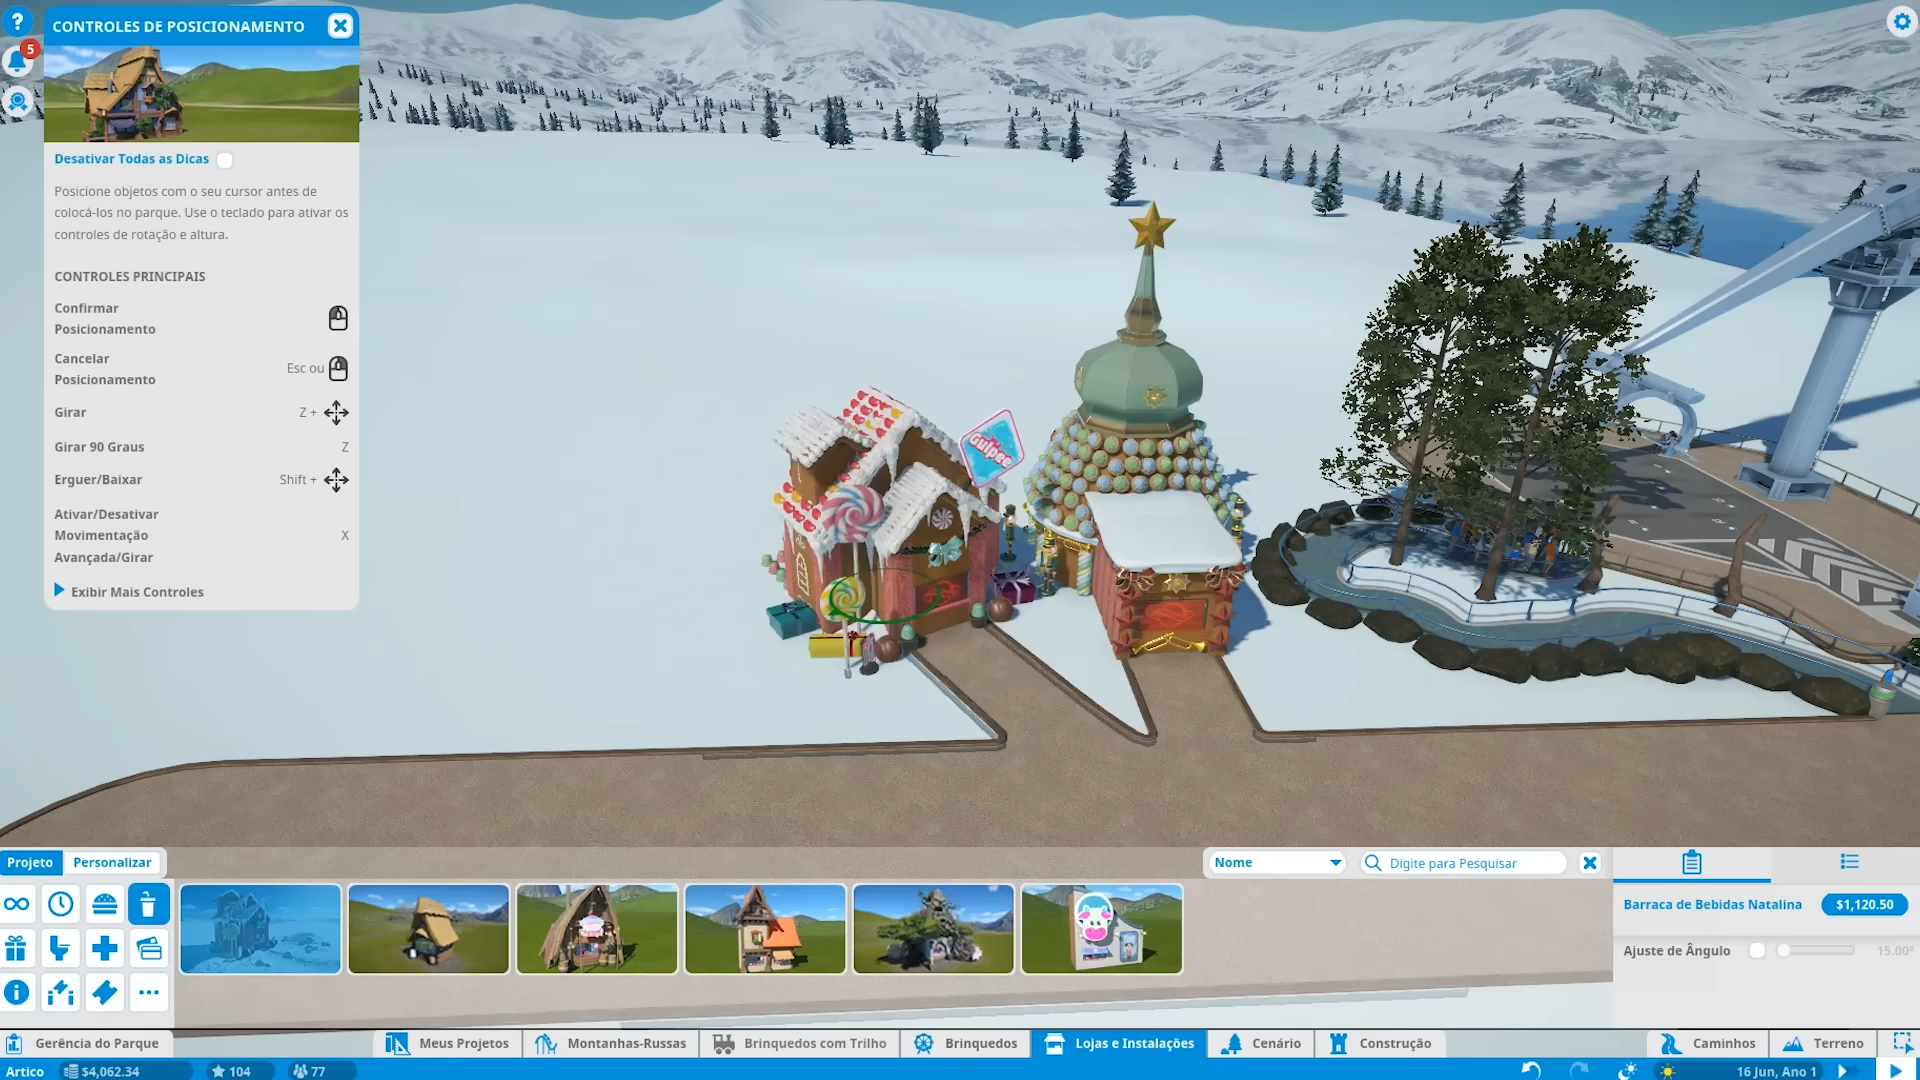 CONTROLES DE POSICIONAMENTO
5
Desativar Todas as Dicas
Posicione objetos com o seu cursor antes de
colocá-los no parque. Use o teclado para ativar os
controles de rotação e altura.
CONTROLES PRINCIPAIS
Confirmar
Posicionamento
Cancelar
Posicionamento
Esc ou
Girar
Z +
Girar 90 Graus
Z
Erguer/Baixar
Shift +
Ativar/Desativar
Movimentação
Avançada/Girar
X
Exibir Mais Controles
Gulpee
Projeto
Personalizar
Nome
Digite para Pesquisar
Barraca de Bebidas Natalina
$1,120.50
Ajuste de Ângulo
15.00°
Gerência do Parque
Meus Projetos
Montanhas-Russas
Brinquedos com Trilho
Brinquedos
Lojas e Instalações
Cenário
Construção
Caminhos
Terreno
Artico
$4,062.34
104
77
16 Jun, Ano 1